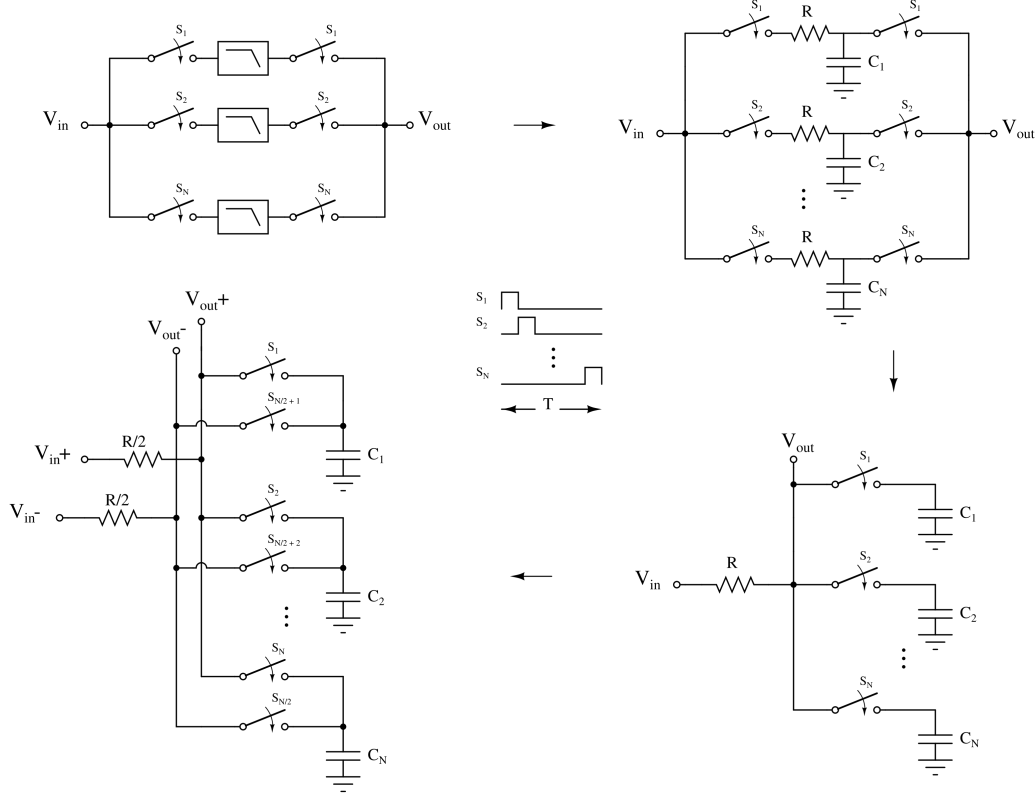 S1 S1
Vin S2 S2 Vout
SN SN
S1 R S1
C1
Vin S2 R S2 Vout
C2
SN R SN
CN
S1
S2
SN
T
Vout+
Vout-
S1
SN/2+1
Vin+ R/2 C1
Vin- R/2
S2
SN/2+2
C2
SN
SN/2
CN
Vout
S1
C1
Vin R S2
C2
SN
CN